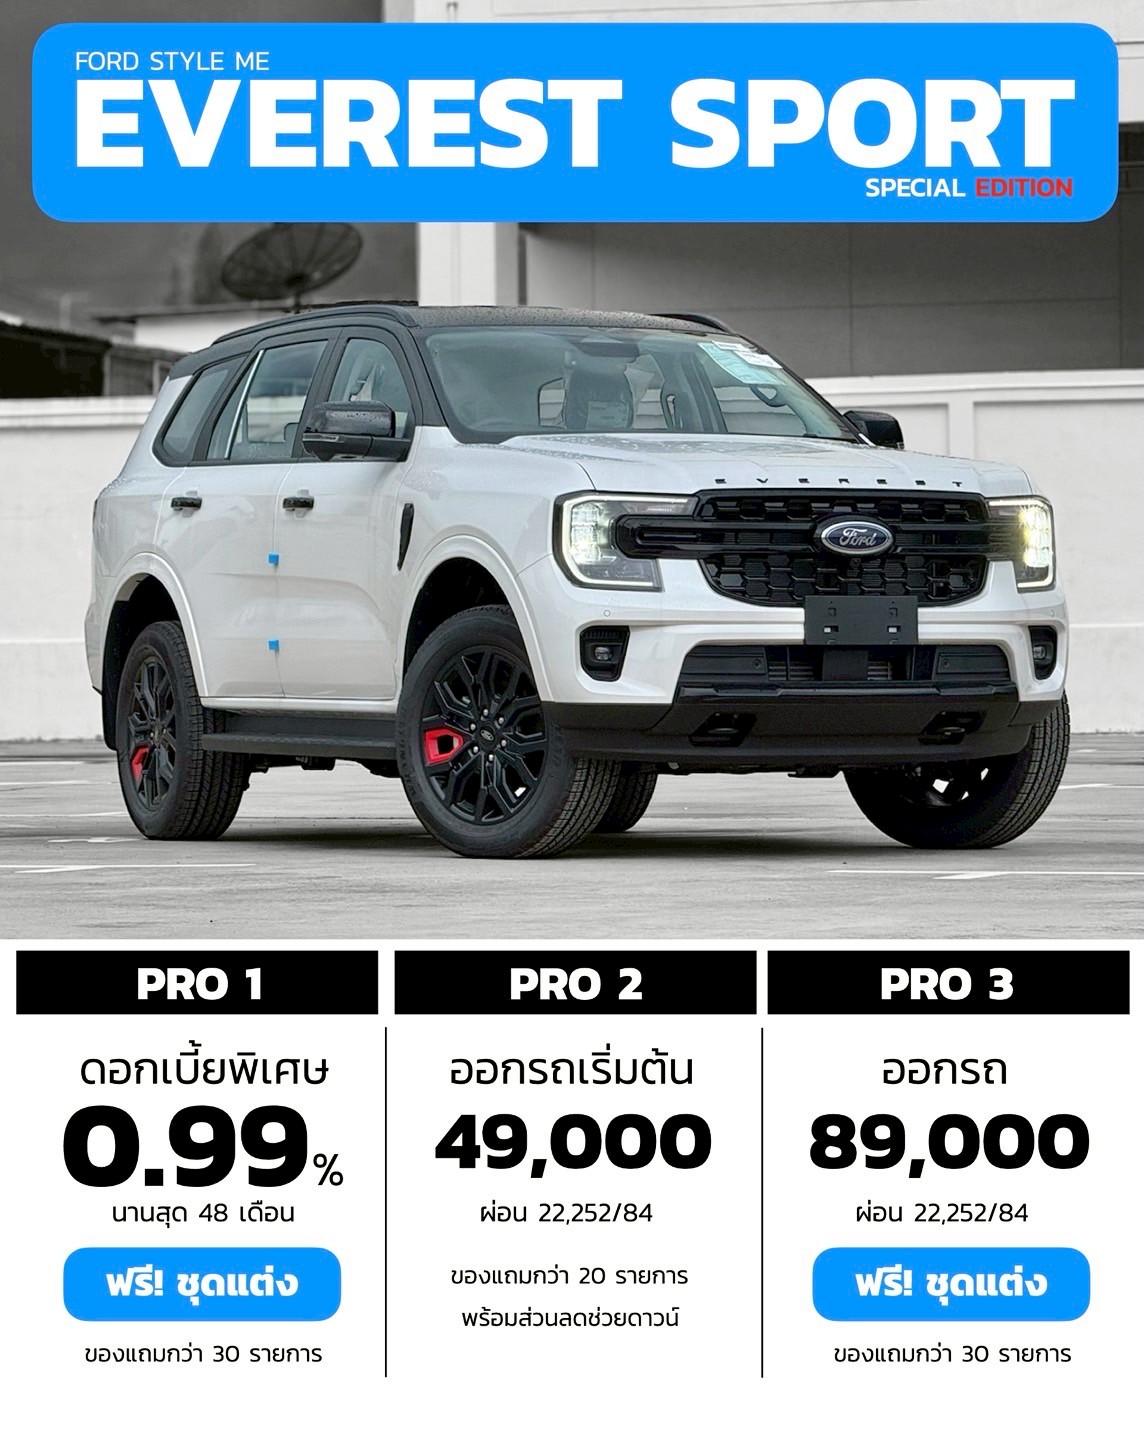 FORD STYLE ME
EVEREST SPORT
SPECIAL EDITION
EVEREST
Ford
PRO 1
ดอกเบี้ยพิเศษ
0.99%
นานสุด 48 เดือน
ฟรี! ชุดแต่ง
ของแถมกว่า 30 รายการ
PRO 2
ออกรถเริ่มต้น
49,000
ผ่อน 22,252/84
ของแถมกว่า 20 รายการ
พร้อมส่วนลดช่วยดาวน์
PRO 3
ออกรถ
89,000
ผ่อน 22,252/84
ฟรี! ชุดแต่ง
ของแถมกว่า 30 รายการ